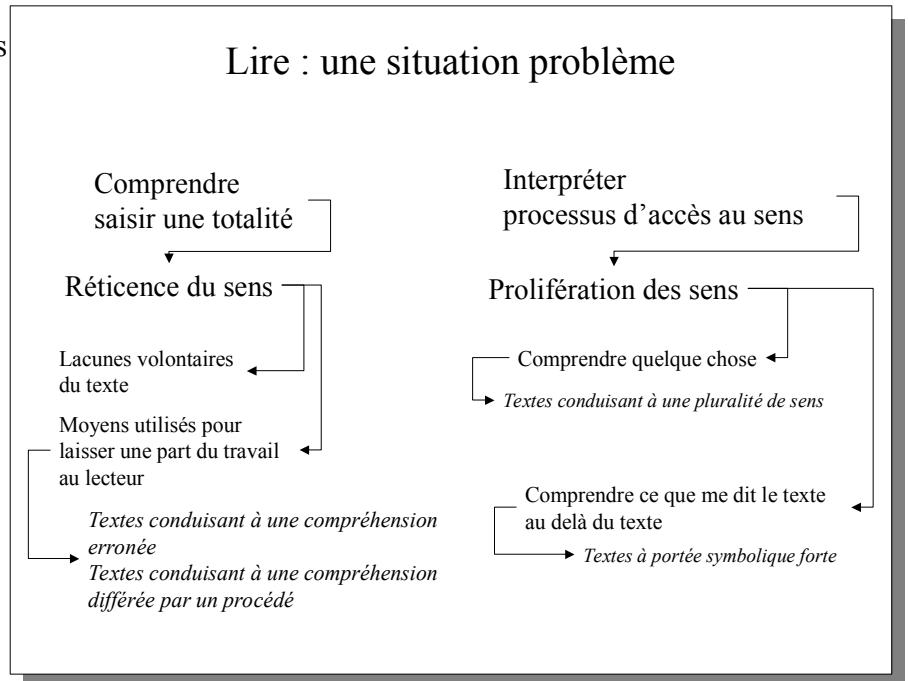 s
Lire : une situation problème
Comprendre
saisir une totalité
Réticence du sens
Lacunes volontaires
du texte
Moyens utilisés pour
laisser une part du travail
au lecteur
Textes conduisant à une compréhension
erronée
Textes conduisant à une compréhension
différée par un procédé
Interpréter
processus d’accès au sens
Prolifération des sens
Comprendre quelque chose
Textes conduisant à une pluralité de sens
Comprendre ce que me dit le texte
au delà du texte
Textes à portée symbolique forte